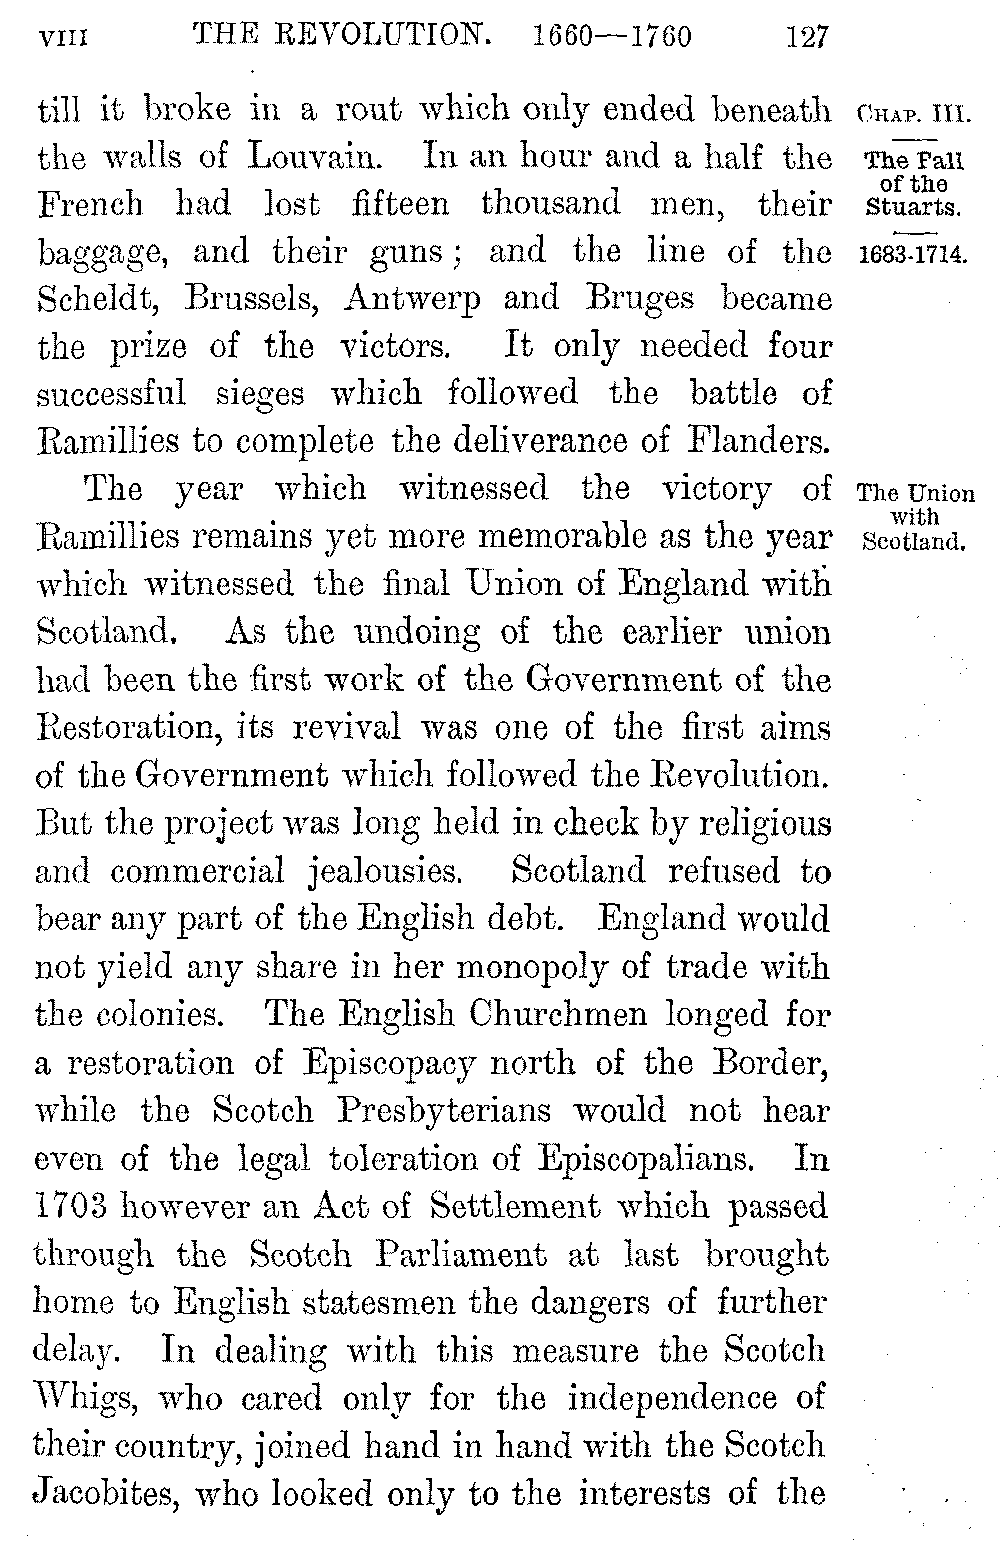 VIII THE REVOLUTION. 1660—1760 127
till it broke in a rout which only ended beneath
the walls of Louvain. In an hour and a half the
French had lost fifteen thousand men, their
baggage, and their guns; and the line of the
Scheldt, Brussels, Antwerp and Bruges became
the prize of the victors. It only needed four
successful sieges which followed the battle of
Ramillies to complete the deliverance of Flanders.
The year which witnessed the victory of
Ramillies remains yet more memorable as the year
which witnessed the final Union of England with
Scotland. As the undoing of the earlier union
had been the first work of the Government of the
Restoration, its revival was one of the first aims
of the Government which followed the Revolution.
But the project was long held in check by religious
and commercial jealousies. Scotland refused to
bear any part of the English debt. England would
not yield any share in her monopoly of trade with
the colonies. The English Churchmen longed for
a restoration of Episcopacy north of the Border,
while the Scotch Presbyterians would not hear
even of the legal toleration of Episcopalians. In
1703 however an Act of Settlement which passed
through the Scotch Parliament at last brought
home to English statesmen the dangers of further
delay. In dealing with this measure the Scotch
Whigs, who cared only for the independence of
their country, joined hand in hand with the Scotch
Jacobites, who looked only to the interests of the
CHAP. III.
The Fall
of the
Stuarts.
1683-1714.
The Union
with
Scotland.